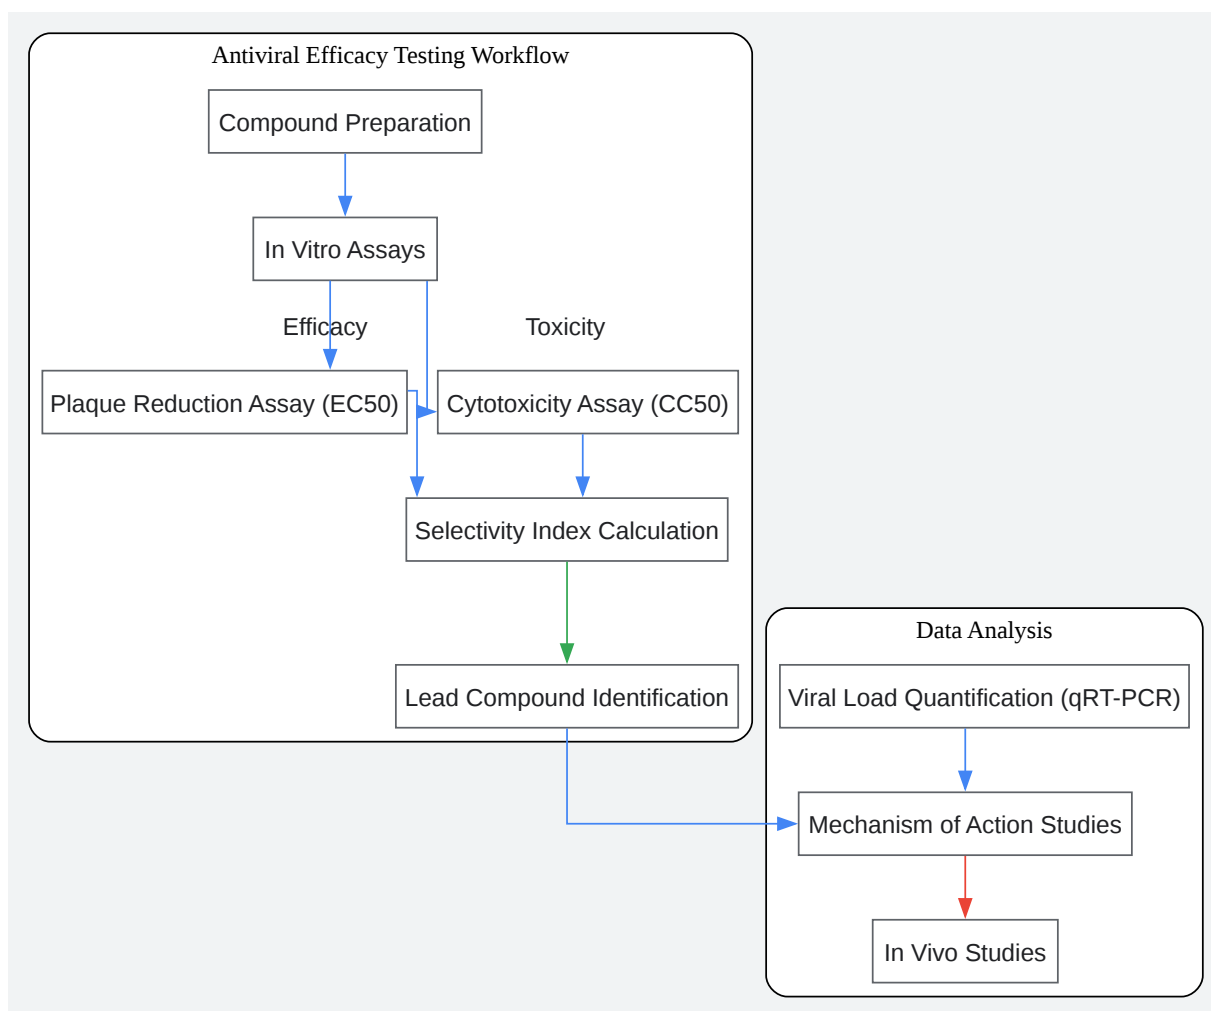 Antiviral Efficacy Testing Workflow
Compound Preparation
In Vitro Assays
Efficacy
Toxicity
Plaque Reduction Assay (EC50)
Cytotoxicity Assay (CC50)
Selectivity Index Calculation
Lead Compound Identification
Data Analysis
Viral Load Quantification (qRT-PCR)
Mechanism of Action Studies
In Vivo Studies